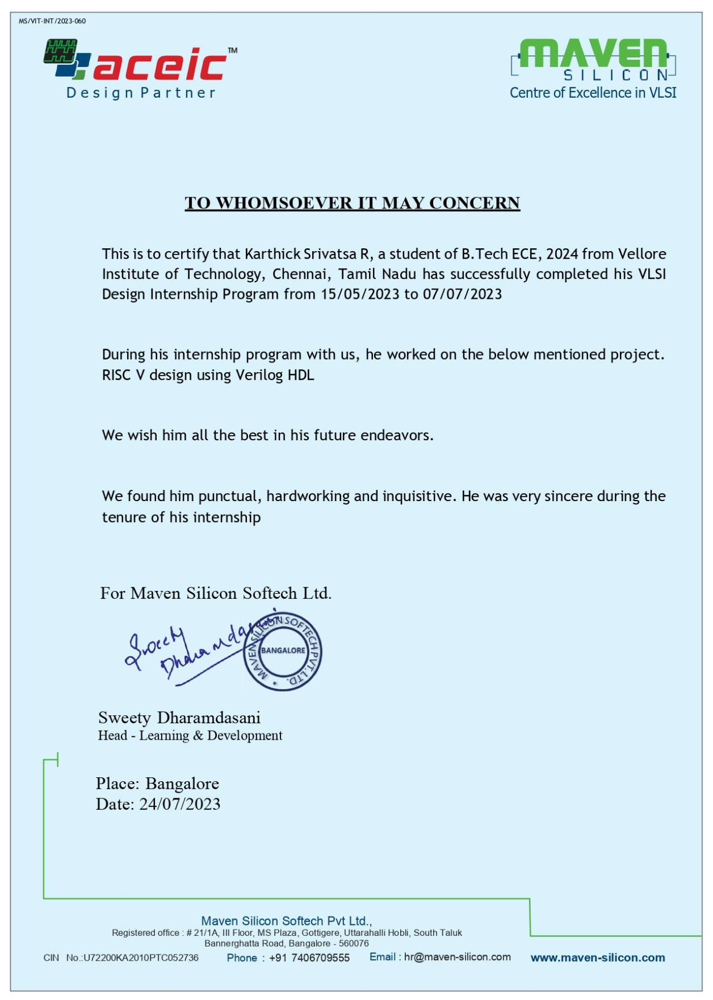 MS/VIT-INT/2023-060
aceic™
Design Partner
MAVEN
SILICON
Centre of Excellence in VLSI
TO WHOMSOEVER IT MAY CONCERN
This is to certify that Karthick Srivatsa R, a student of B.Tech ECE, 2024 from Vellore
Institute of Technology, Chennai, Tamil Nadu has successfully completed his VLSI
Design Internship Program from 15/05/2023 to 07/07/2023
During his internship program with us, he worked on the below mentioned project.
RISC V design using Verilog HDL
We wish him all the best in his future endeavors.
We found him punctual, hardworking and inquisitive. He was very sincere during the
tenure of his internship
For Maven Silicon Softech Ltd.
Sweety
Dharamdasani
MAVEN SILICON SOFTECH PVT. LTD. *
BANGALORE
Sweety Dharamdasani
Head - Learning & Development
Place: Bangalore
Date: 24/07/2023
Maven Silicon Softech Pvt Ltd.,
Registered office : # 21/1A, III Floor, MS Plaza, Gottigere, Uttarahalli Hobli, South Taluk
Bannerghatta Road, Bangalore - 560076
CIN No.:U72200KA2010PTC052736 Phone : +91 7406709555 Email : hr@maven-silicon.com www.maven-silicon.com